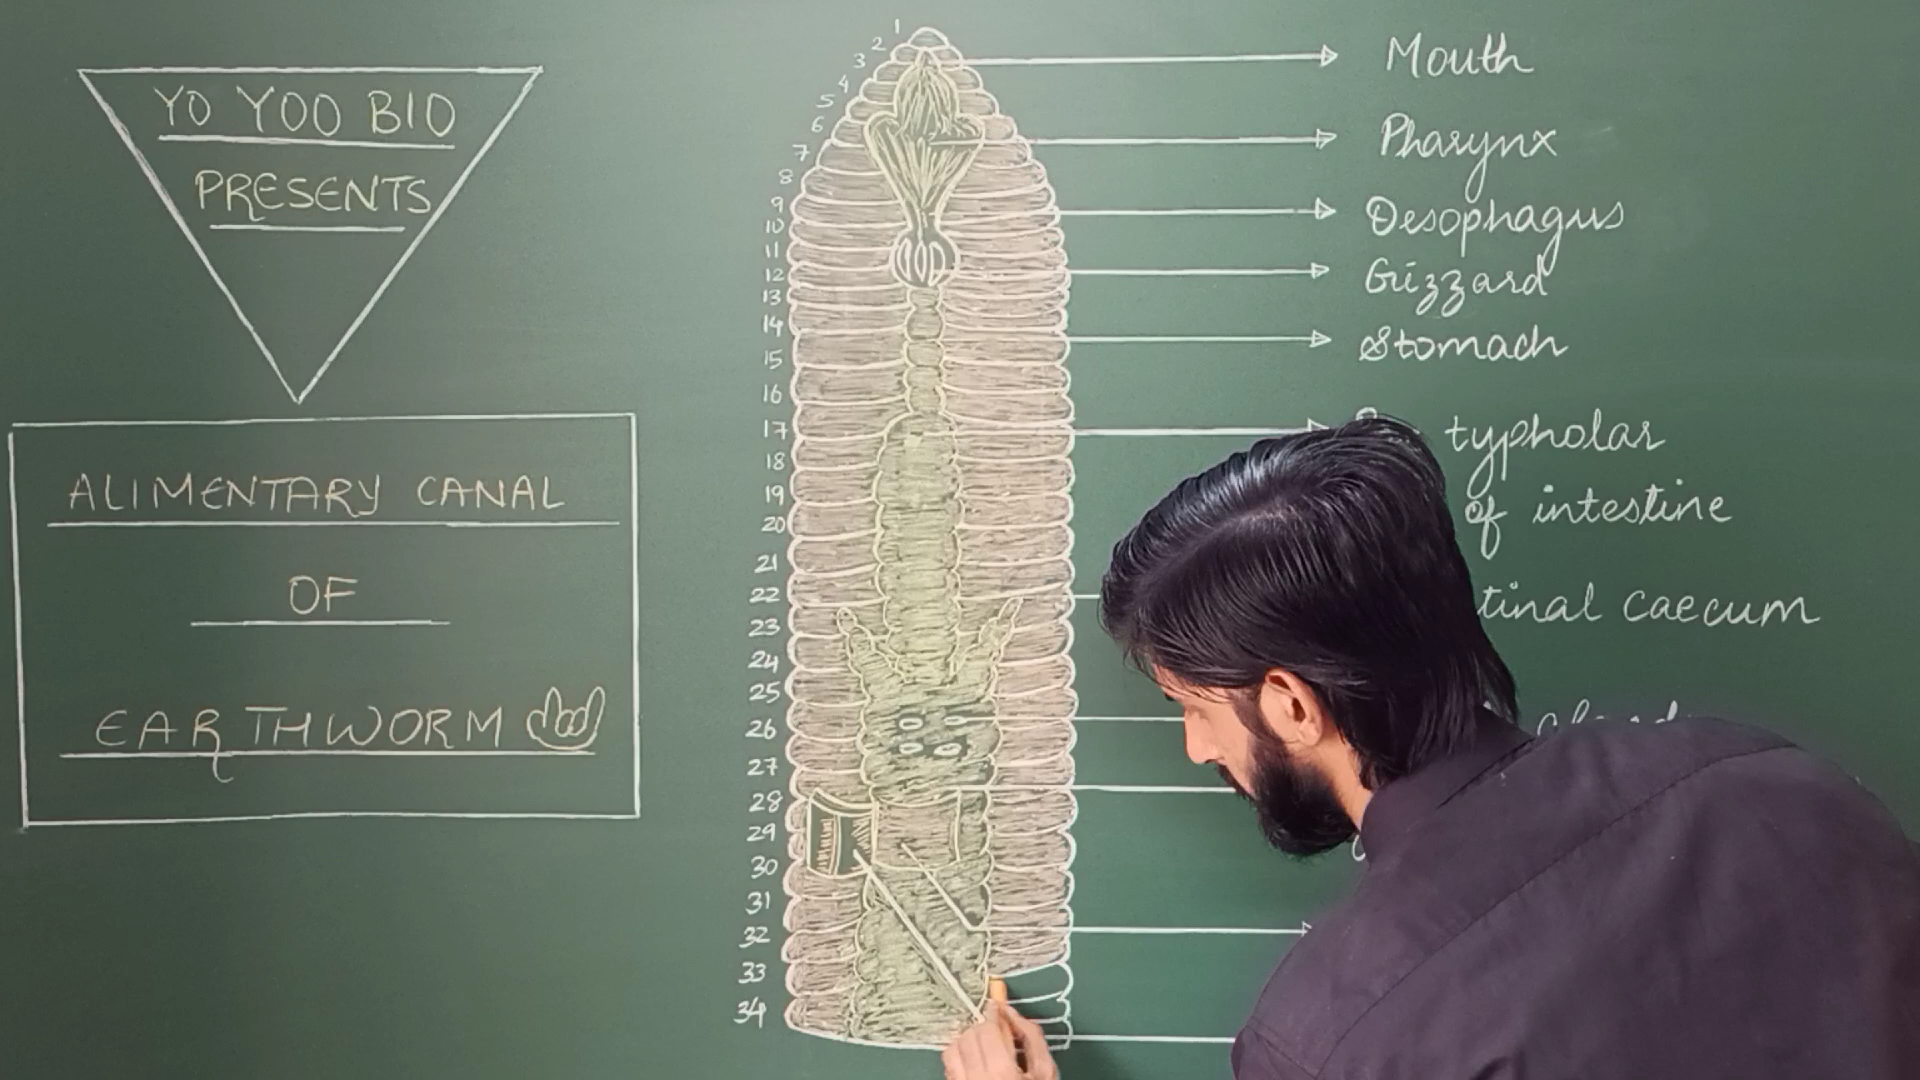 YO YOO BIO
PRESENTS
ALIMENTARY CANAL
OF
EARTHWORM
1
2
3
4
5
6
7
8
9
10
11
12
13
14
15
16
17
18
19
20
21
22
23
24
25
26
27
28
29
30
31
32
33
34
Mouth
Pharynx
Oesophagus
Gizzard
Stomach
typholar
of intestine
tinal caecum